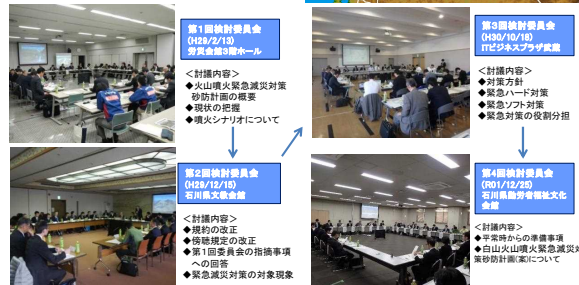 第1回検討委員会
(H29/2/13)
労災会館3階ホール
＜討議内容＞
◆火山噴火緊急減災対策
砂防計画の概要
◆現状の把握
◆噴火シナリオについて
第2回検討委員会
(H29/12/15)
石川県文教会館
＜討議内容＞
◆規約の改正
◆傍聴規定の改正
◆第1回委員会の指摘事項
への回答
◆緊急減災対策の対象現象
第3回検討委員会
(H30/10/18)
ITビジネスプラザ武蔵
＜討議内容＞
◆対策方針
◆緊急ハード対策
◆緊急ソフト対策
◆緊急対策の役割分担
第4回検討委員会
(R01/12/25)
石川県勤労者福祉文化
会館
＜討議内容＞
◆平常時からの準備事項
◆白山火山噴火緊急減災対
策砂防計画(案)について